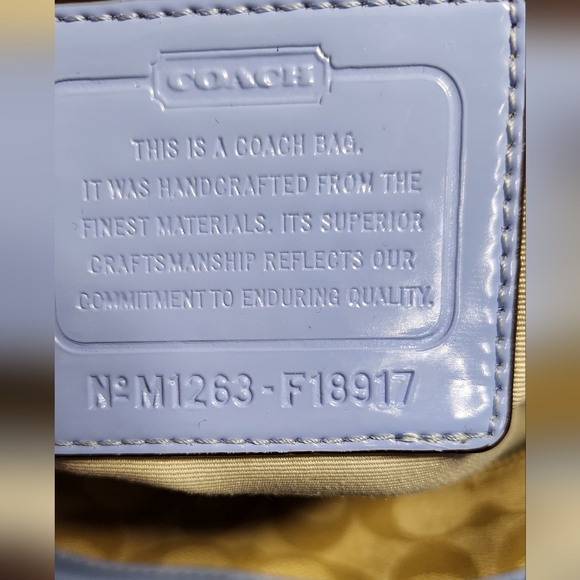 COACH
THIS IS A COACH BAG.
IT WAS HANDCRAFTED FROM THE
FINEST MATERIALS. ITS SUPERIOR
CRAFTSMANSHIP REFLECTS OUR
COMMITMENT TO ENDURING QUALITY.
Nº M1263-F18917